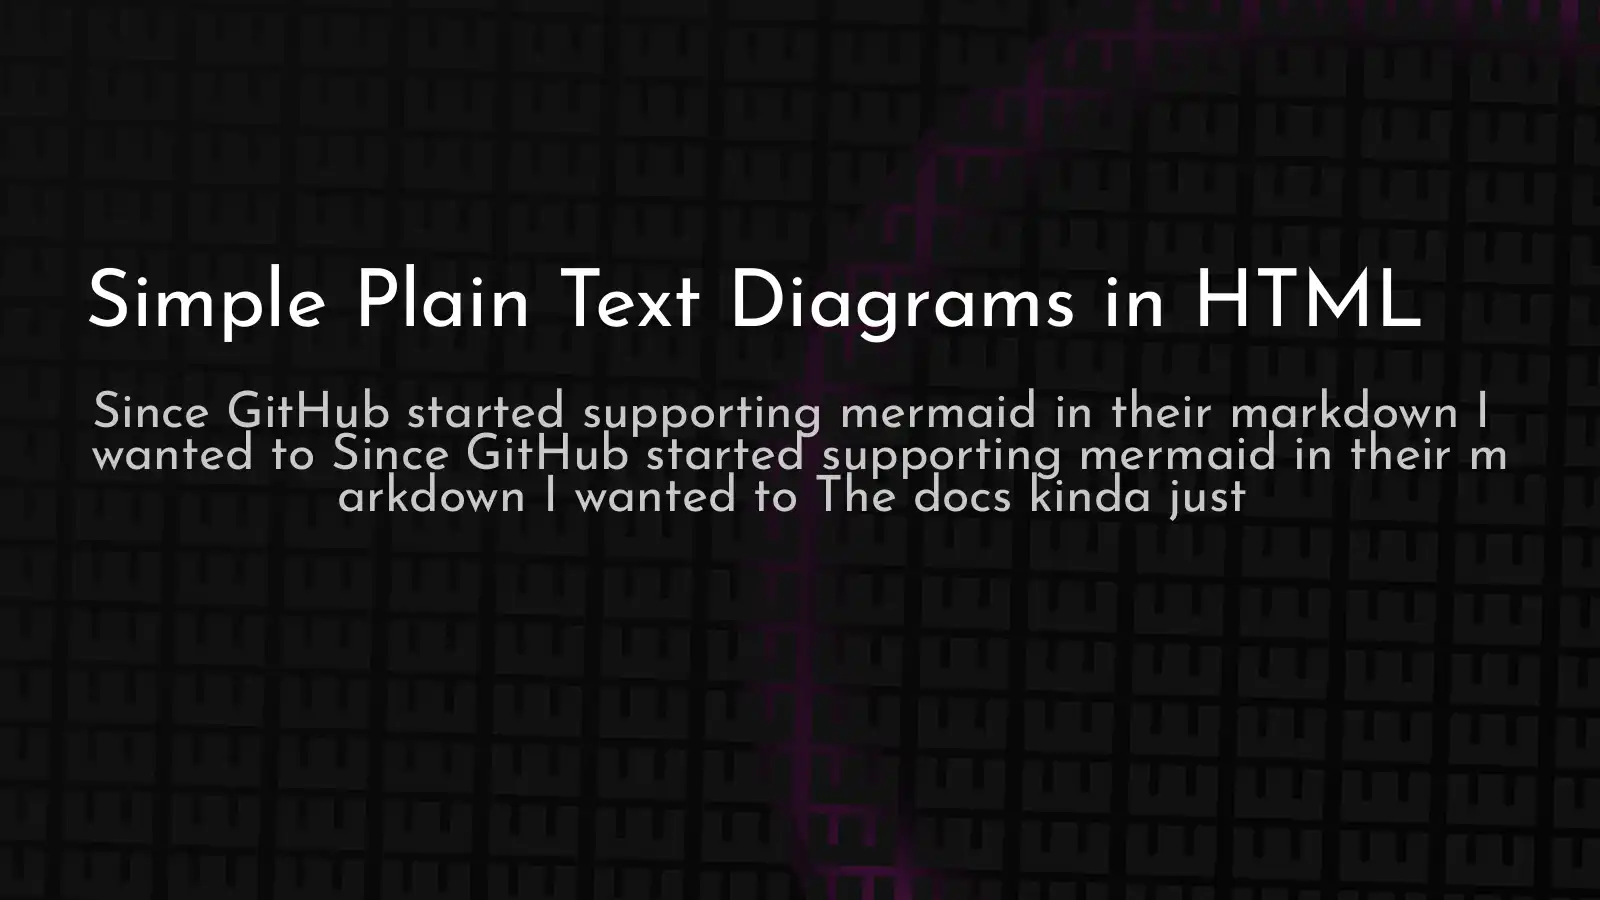 Simple Plain Text Diagrams in HTML
Since GitHub started supporting mermaid in their markdown I
wanted to Since GitHub started supporting mermaid in their m
arkdown I wanted to The docs kinda just